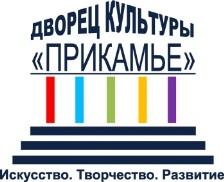 ДВОРЕЦ КУЛЬТУРЫ
«ПРИКАМЬЕ»
Искусство. Творчество. Развитие